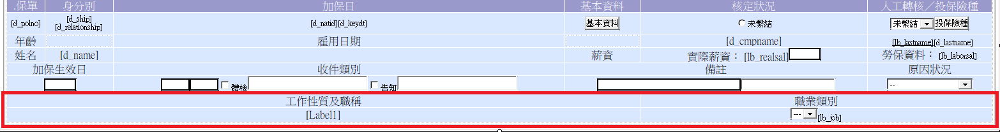 .保單 身分別 加保日 基本資料 核定狀況 人工轉核／投保險種
[d_polno] [d_ship] [d_relationship] [d_natid][d_keydt] 基本資料 未繫結 未繫結 投保險種
年齡 雇用日期 [d_cmpname] [lb_lastname][d_lastname]
姓名 [d_name] 薪資 實際薪資： [lb_realsal] 勞保資料： [lb_laborsal]
加保生效日 收件類別 備註 原因狀況
體檢 告知 --
工作性質及職稱 職業類別
[Label1] --- [lb_job]